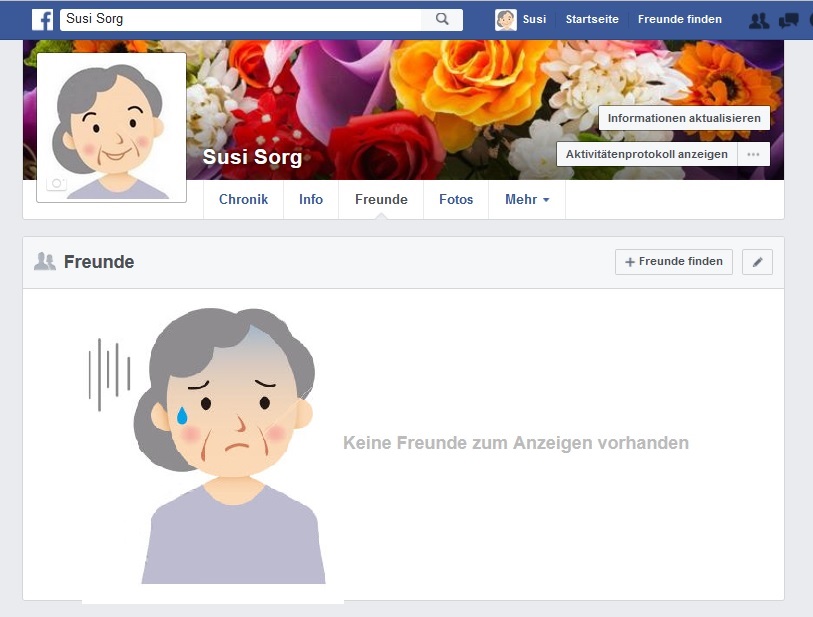 f Susi Sorg Susi Startseite Freunde finden
Informationen aktualisieren
Susi Sorg
Aktivitätenprotokoll anzeigen ...
Chronik Info Freunde Fotos Mehr
Freunde
+ Freunde finden
Keine Freunde zum Anzeigen vorhanden